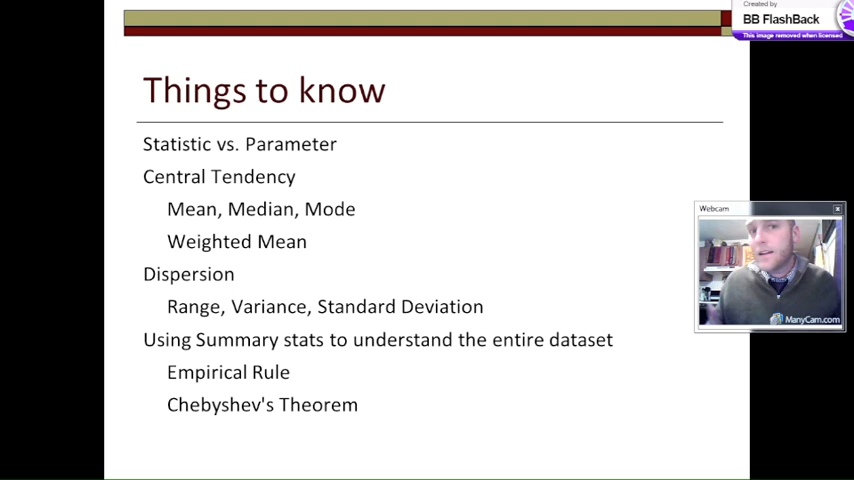 Created by
BB FlashBack
This image removed when licensed
Things to know
Statistic vs. Parameter
Central Tendency
Mean, Median, Mode
Weighted Mean
Dispersion
Range, Variance, Standard Deviation
Using Summary stats to understand the entire dataset
Empirical Rule
Chebyshev's Theorem
Webcam
ManyCam.com